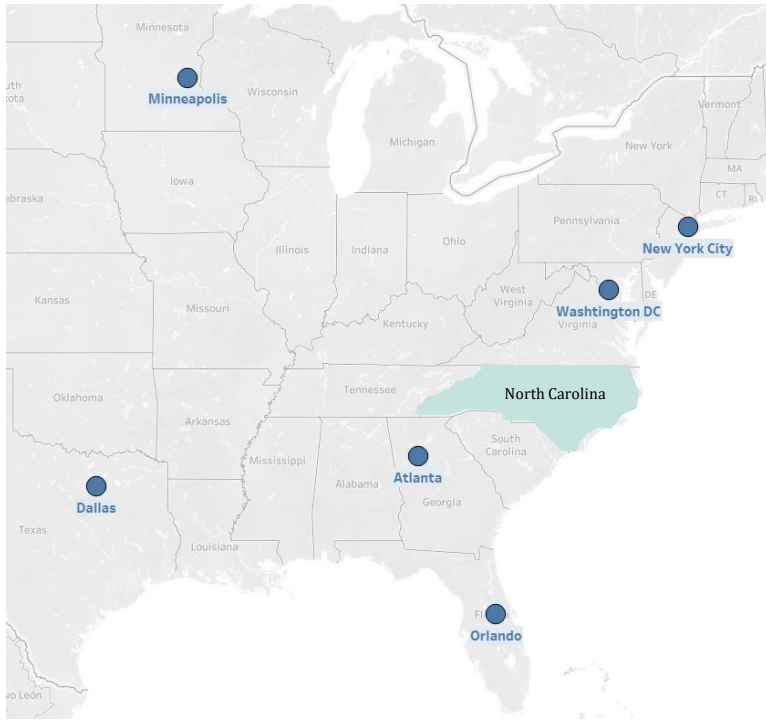 Minnesota
Minneapolis
Wisconsin
uth
ota
Michigan
Vermont
New York
MA
CT
RI
Iowa
ebraska
Pennsylvania
New York City
Illinois
Indiana
Ohio
West
Virginia
Washtington DC
DE
Virginia
Kansas
Missouri
Kentucky
Tennessee
North Carolina
Oklahoma
Arkansas
South
Carolina
Mississippi
Alabama
Atlanta
Georgia
Dallas
Texas
Louisiana
Fl
Orlando
vo León